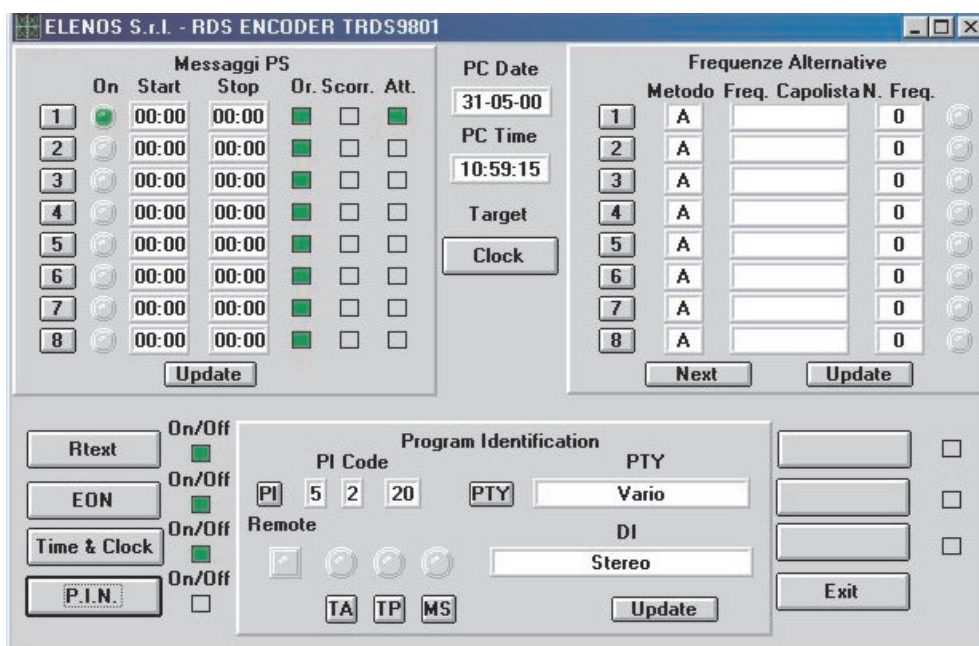 ELENOS S.r.l. - RDS ENCODER TRDS9801
Messaggi PS
On Start Stop Or. Scorr. Att.
1 00:00 00:00
2 00:00 00:00
3 00:00 00:00
4 00:00 00:00
5 00:00 00:00
6 00:00 00:00
7 00:00 00:00
8 00:00 00:00
Update
PC Date
31-05-00
PC Time
10:59:15
Target
Clock
Frequenze Alternative
Metodo Freq. Capolista N. Freq.
1 A 0
2 A 0
3 A 0
4 A 0
5 A 0
6 A 0
7 A 0
8 A 0
Next Update
Rtext On/Off
EON On/Off
Time & Clock On/Off
P.I.N. On/Off
Program Identification
PI Code PTY
PI 5 2 20 PTY Vario
Remote DI
Stereo
TA TP MS Update
Exit